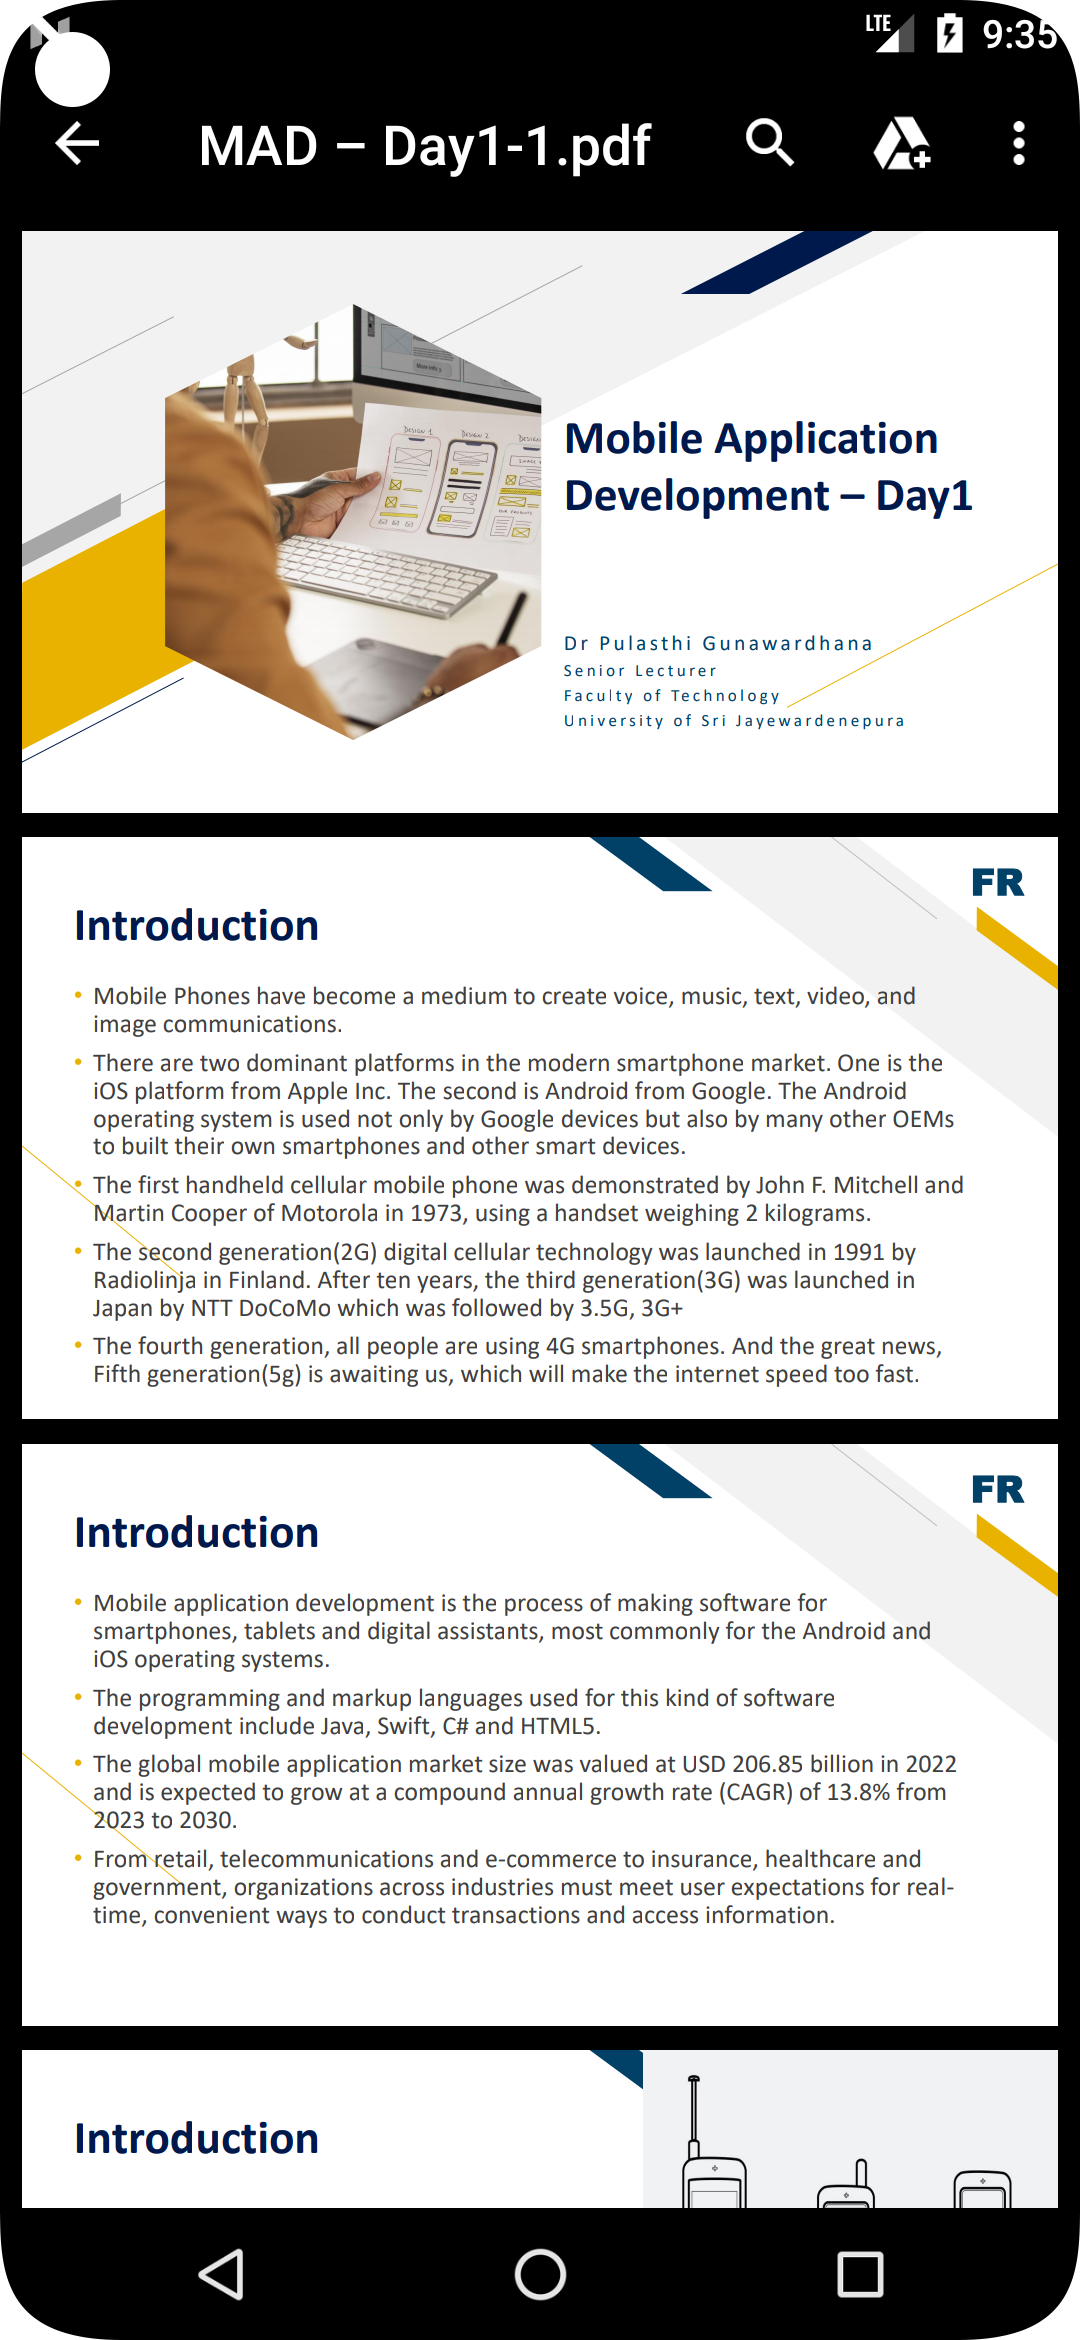 LTE
9:35
MAD – Day1-1.pdf
More info >
DESIGN 1
DESIGN 2
Mobile Application
Development – Day1
Dr Pulasthi Gunawardhana
Senior Lecturer
Faculty of Technology
University of Sri Jayewardenepura
FR
Introduction
• Mobile Phones have become a medium to create voice, music, text, video, and
image communications.
• There are two dominant platforms in the modern smartphone market. One is the
iOS platform from Apple Inc. The second is Android from Google. The Android
operating system is used not only by Google devices but also by many other OEMs
to built their own smartphones and other smart devices.
• The first handheld cellular mobile phone was demonstrated by John F. Mitchell and
Martin Cooper of Motorola in 1973, using a handset weighing 2 kilograms.
• The second generation(2G) digital cellular technology was launched in 1991 by
Radiolinja in Finland. After ten years, the third generation(3G) was launched in
Japan by NTT DoCoMo which was followed by 3.5G, 3G+
• The fourth generation, all people are using 4G smartphones. And the great news,
Fifth generation(5g) is awaiting us, which will make the internet speed too fast.
FR
Introduction
• Mobile application development is the process of making software for
smartphones, tablets and digital assistants, most commonly for the Android and
iOS operating systems.
• The programming and markup languages used for this kind of software
development include Java, Swift, C# and HTML5.
• The global mobile application market size was valued at USD 206.85 billion in 2022
and is expected to grow at a compound annual growth rate (CAGR) of 13.8% from
2023 to 2030.
• From retail, telecommunications and e-commerce to insurance, healthcare and
government, organizations across industries must meet user expectations for real-
time, convenient ways to conduct transactions and access information.
Introduction